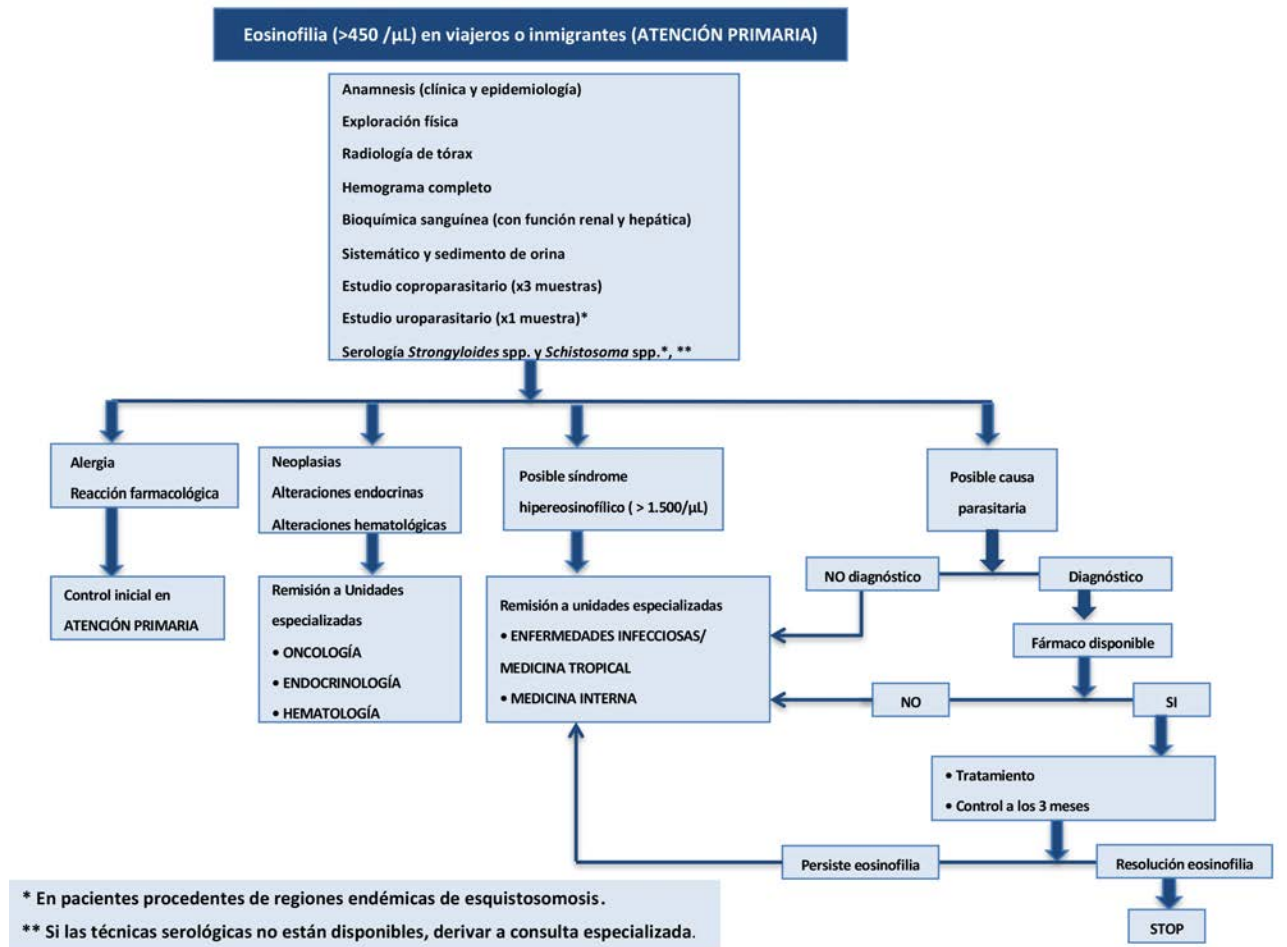 Eosinofilia (>450 /µL) en viajeros o inmigrantes (ATENCIÓN PRIMARIA)
Anamnesis (clínica y epidemiología)
Exploración física
Radiología de tórax
Hemograma completo
Bioquímica sanguínea (con función renal y hepática)
Sistemático y sedimento de orina
Estudio coproparasitario (x3 muestras)
Estudio uroparasitario (x1 muestra)*
Serología Strongyloides spp. y Schistosoma spp.*, **
Alergia
Reacción farmacológica
Control inicial en
ATENCIÓN PRIMARIA
Neoplasias
Alteraciones endocrinas
Alteraciones hematológicas
Remisión a Unidades
especializadas
• ONCOLOGÍA
• ENDOCRINOLOGÍA
• HEMATOLOGÍA
Posible síndrome
hipereosinofílico ( > 1.500/µL)
Remisión a unidades especializadas
• ENFERMEDADES INFECCIOSAS/
MEDICINA TROPICAL
• MEDICINA INTERNA
Posible causa
parasitaria
NO diagnóstico
Diagnóstico
Fármaco disponible
NO
SI
• Tratamiento
• Control a los 3 meses
Persiste eosinofilia
Resolución eosinofilia
STOP
* En pacientes procedentes de regiones endémicas de esquistosomosis.
** Si las técnicas serológicas no están disponibles, derivar a consulta especializada.